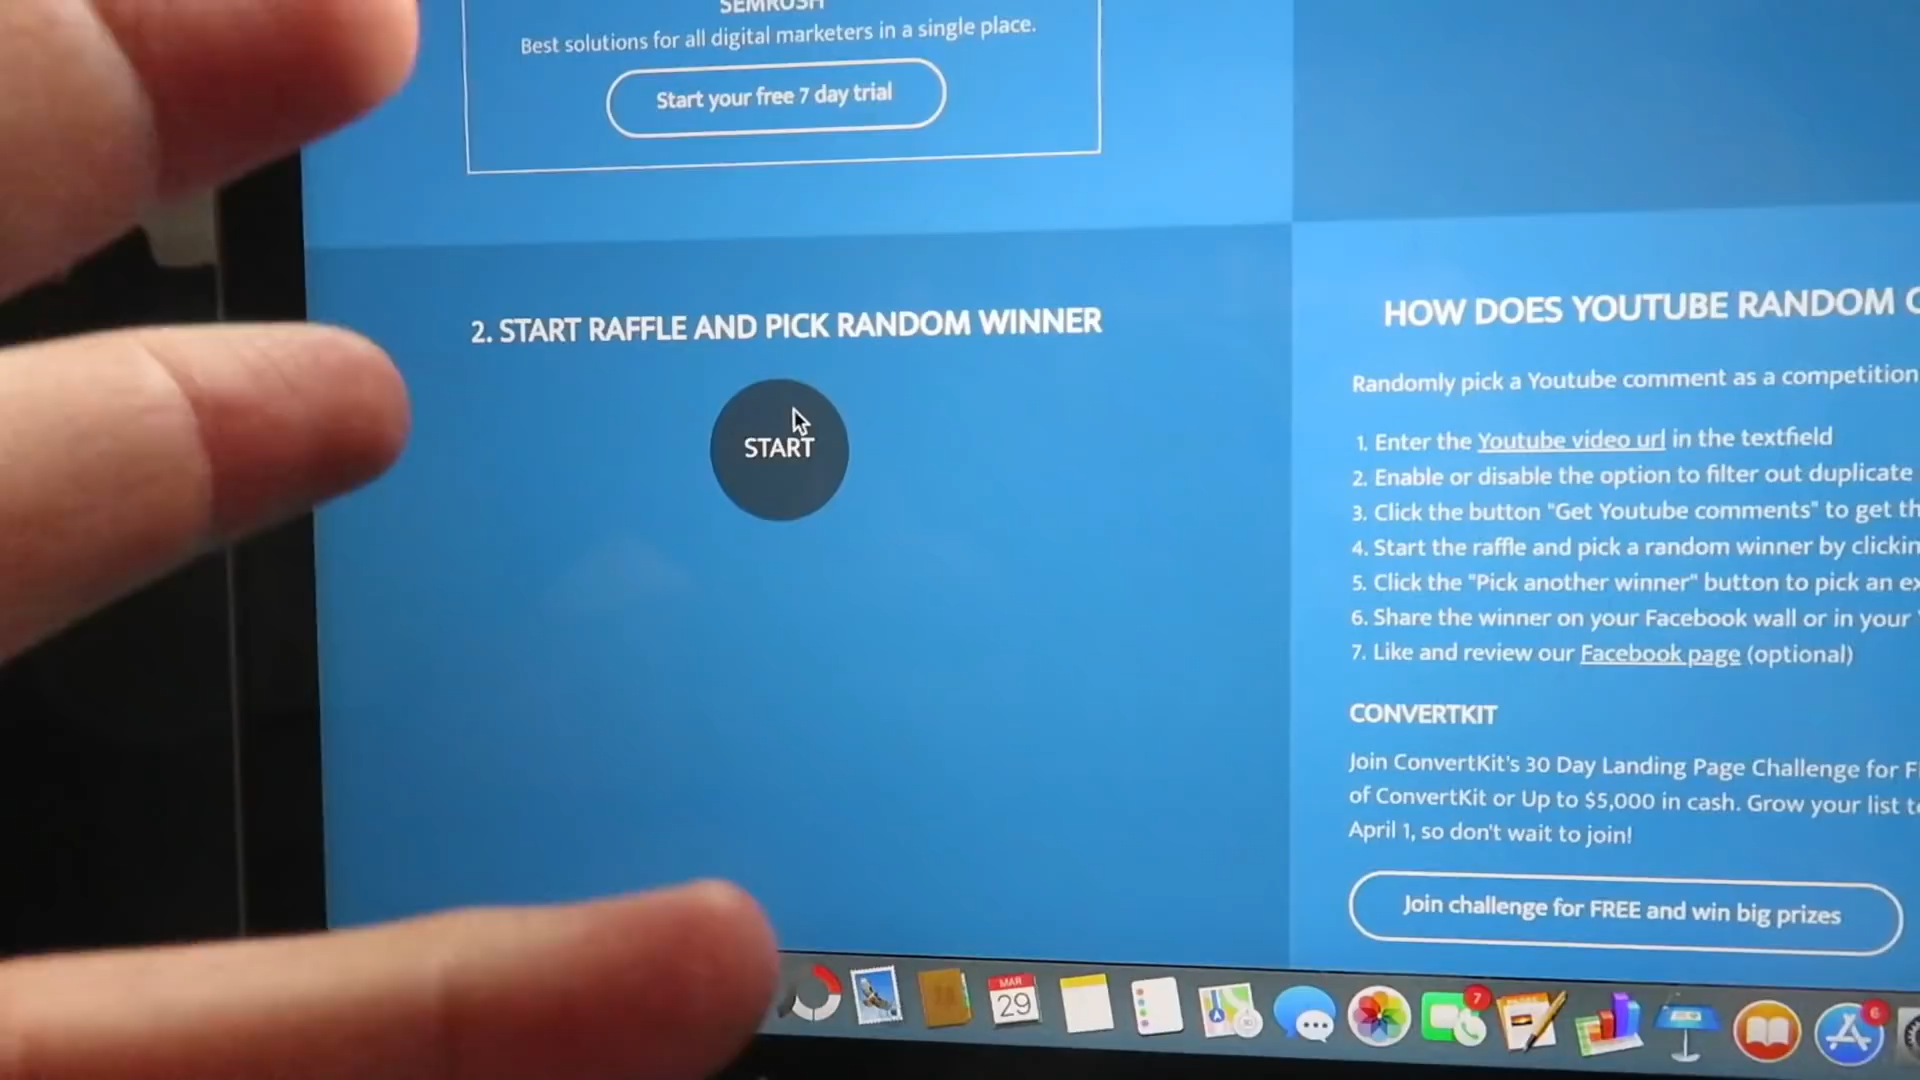 SEMRUSH
Best solutions for all digital marketers in a single place.
Start your free 7 day trial
2. START RAFFLE AND PICK RANDOM WINNER
START
HOW DOES YOUTUBE RANDOM
Randomly pick a Youtube comment as a competition
1. Enter the Youtube video url in the textfield
2. Enable or disable the option to filter out duplicate
3. Click the button "Get Youtube comments" to get
4. Start the raffle and pick a random winner by
5. Click the "Pick another winner" button to pick an
6. Share the winner on your Facebook wall or in your
7. Like and review our Facebook page (optional)
CONVERTKIT
Join ConvertKit's 30 Day Landing Page Challenge for
of ConvertKit or Up to $5,000 in cash. Grow your list
April 1, so don't wait to join!
Join challenge for FREE and win big prizes
MAR
29
7
6